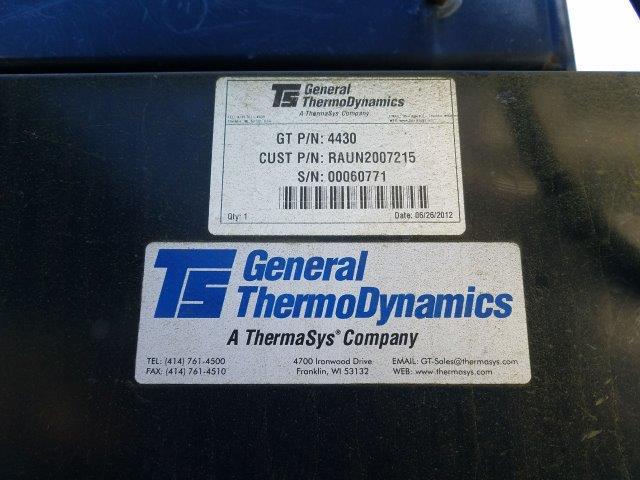 TS General
ThermoDynamics
A ThermaSys Company
GT P/N: 4430
CUST P/N: RAUN2007215
S/N: 00060771
Qty: 1 Date: 06/26/2012
TS General
ThermoDynamics
A ThermaSys® Company
TEL: (414) 761-4500 4700 Ironwood Drive EMAIL: GT-Sales@thermasys.com
FAX: (414) 761-4510 Franklin, WI 53132 WEB: www.thermasys.com